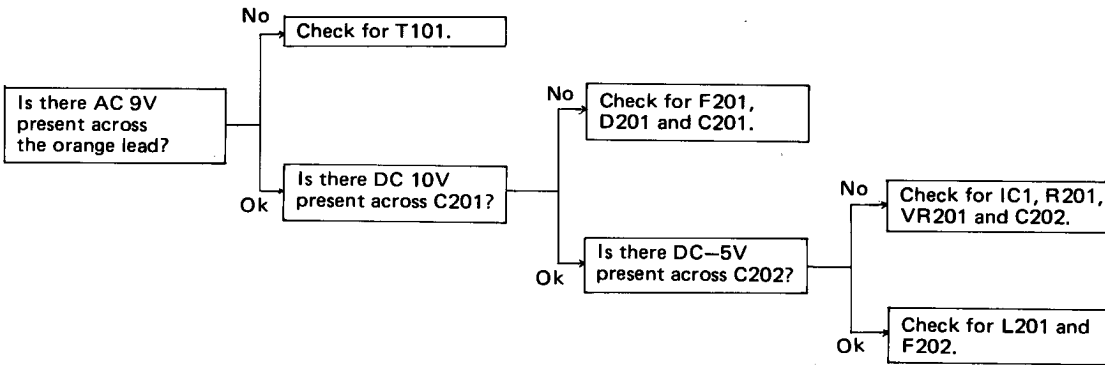 No
Check for T101.
Is there AC 9V
present across
the orange lead?
Ok
Is there DC 10V
present across C201?
No
Check for F201,
D201 and C201.
Ok
Is there DC–5V
present across C202?
No
Check for IC1, R201,
VR201 and C202.
Ok
Check for L201 and
F202.